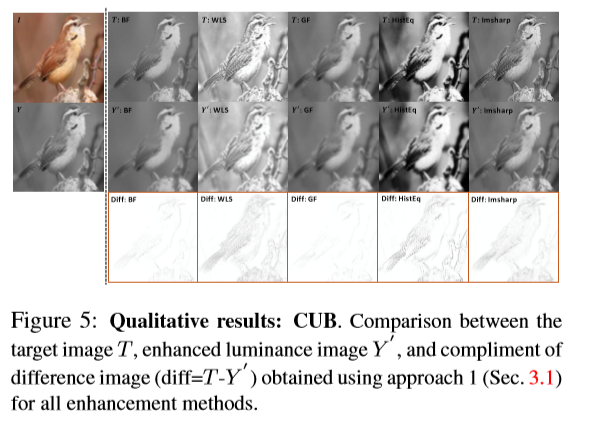 I
T: BF
T: WLS
T: GF
T: HistEq
T: Imsharp
Y
Y′: BF
Y′: WLS
Y′: GF
Y′: HistEq
Y′: Imsharp
Diff: BF
Diff: WLS
Diff: GF
Diff: HistEq
Diff: Imsharp
Figure 5: Qualitative results: CUB. Comparison between the
target image T, enhanced luminance image Y′, and compliment of
difference image (diff=T-Y′) obtained using approach 1 (Sec. 3.1)
for all enhancement methods.